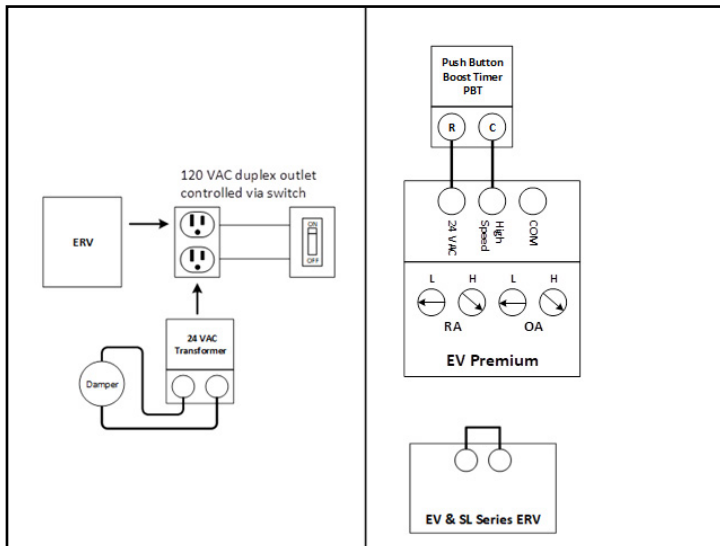 120 VAC duplex outlet
controlled via switch
ERV
ON
OFF
24 VAC
Transformer
Damper
Push Button
Boost Timer
PBT
R
C
24 VAC
High
Speed
COM
L
H
L
H
RA
OA
EV Premium
EV & SL Series ERV